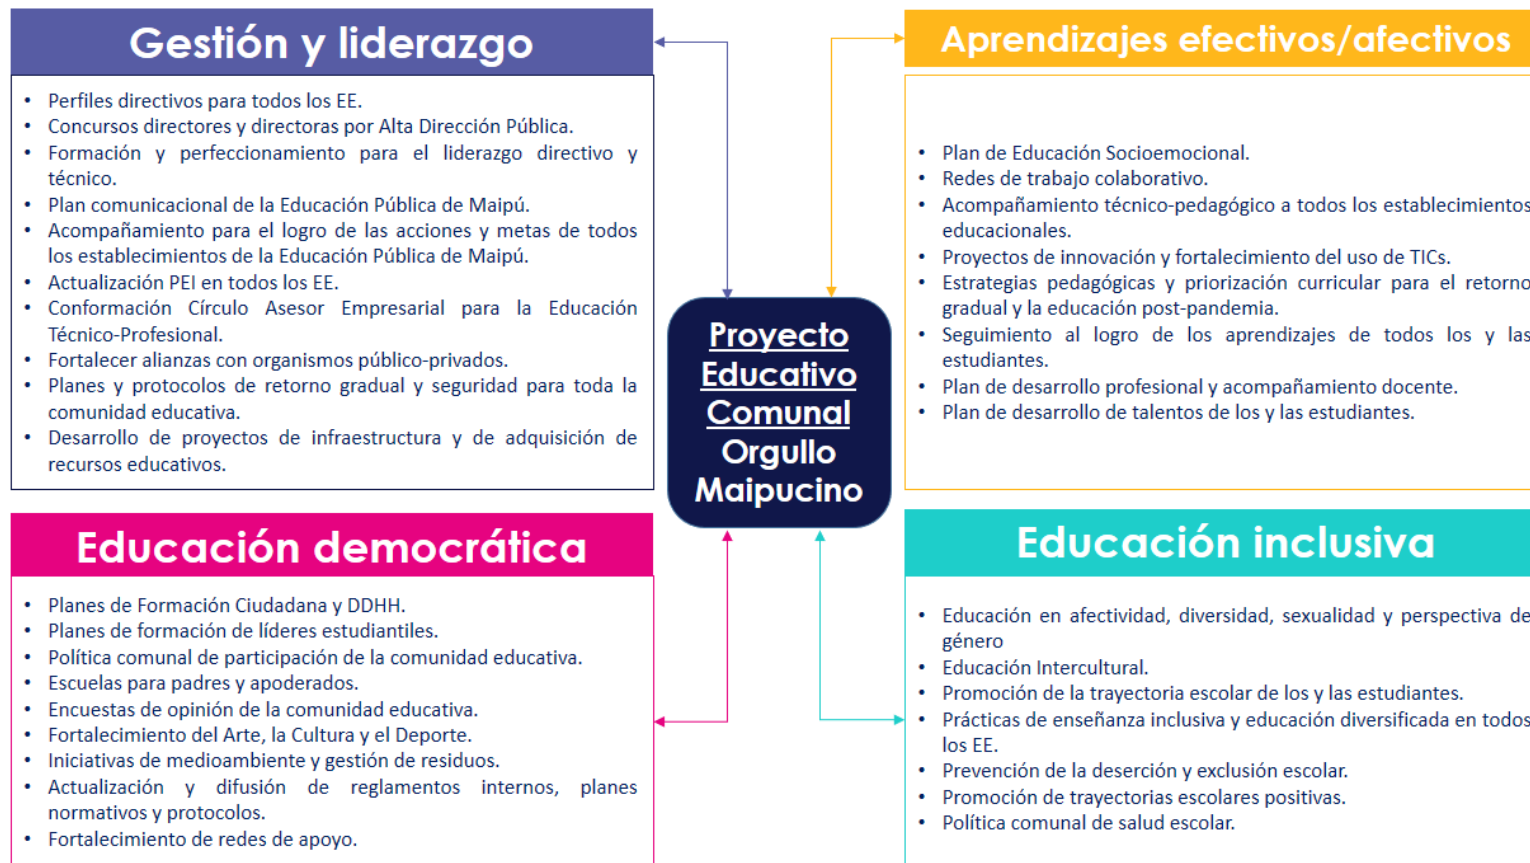 Gestión y liderazgo
• Perfiles directivos para todos los EE.
• Concursos directores y directoras por Alta Dirección Pública.
• Formación y perfeccionamiento para el liderazgo directivo y
técnico.
• Plan comunicacional de la Educación Pública de Maipú.
• Acompañamiento para el logro de las acciones y metas de todos
los establecimientos de la Educación Pública de Maipú.
• Actualización PEI en todos los EE.
• Conformación Círculo Asesor Empresarial para la Educación
Técnico-Profesional.
• Fortalecer alianzas con organismos público-privados.
• Planes y protocolos de retorno gradual y seguridad para toda la
comunidad educativa.
• Desarrollo de proyectos de infraestructura y de adquisición de
recursos educativos.
Aprendizajes efectivos/afectivos
• Plan de Educación Socioemocional.
• Redes de trabajo colaborativo.
• Acompañamiento técnico-pedagógico a todos los establecimientos
educacionales.
• Proyectos de innovación y fortalecimiento del uso de TICs.
• Estrategias pedagógicas y priorización curricular para el retorno
gradual y la educación post-pandemia.
• Seguimiento al logro de los aprendizajes de todos los y las
estudiantes.
• Plan de desarrollo profesional y acompañamiento docente.
• Plan de desarrollo de talentos de los y las estudiantes.
Proyecto
Educativo
Comunal
Orgullo
Maipucino
Educación democrática
• Planes de Formación Ciudadana y DDHH.
• Planes de formación de líderes estudiantiles.
• Política comunal de participación de la comunidad educativa.
• Escuelas para padres y apoderados.
• Encuestas de opinión de la comunidad educativa.
• Fortalecimiento del Arte, la Cultura y el Deporte.
• Iniciativas de medioambiente y gestión de residuos.
• Actualización y difusión de reglamentos internos, planes
normativos y protocolos.
• Fortalecimiento de redes de apoyo.
Educación inclusiva
• Educación en afectividad, diversidad, sexualidad y perspectiva de
género
• Educación Intercultural.
• Promoción de la trayectoria escolar de los y las estudiantes.
• Prácticas de enseñanza inclusiva y educación diversificada en todos
los EE.
• Prevención de la deserción y exclusión escolar.
• Promoción de trayectorias escolares positivas.
• Política comunal de salud escolar.